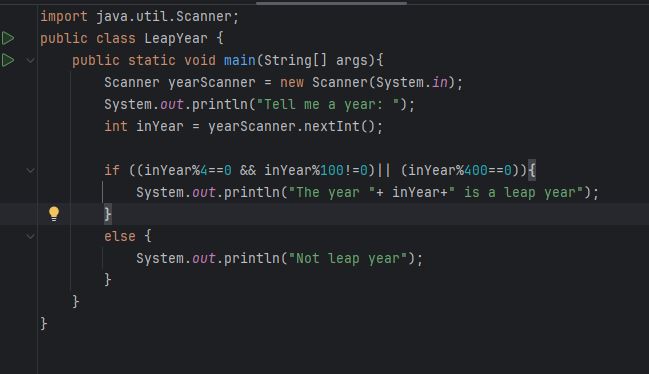 import java.util.Scanner;
public class LeapYear {
    public static void main(String[] args){
        Scanner yearScanner = new Scanner(System.in);
        System.out.println("Tell me a year: ");
        int inYear = yearScanner.nextInt();

        if ((inYear%4==0 && inYear%100!=0)|| (inYear%400==0)){
            System.out.println("The year "+ inYear+" is a leap year");
        }
        else {
            System.out.println("Not leap year");
        }
    }
}